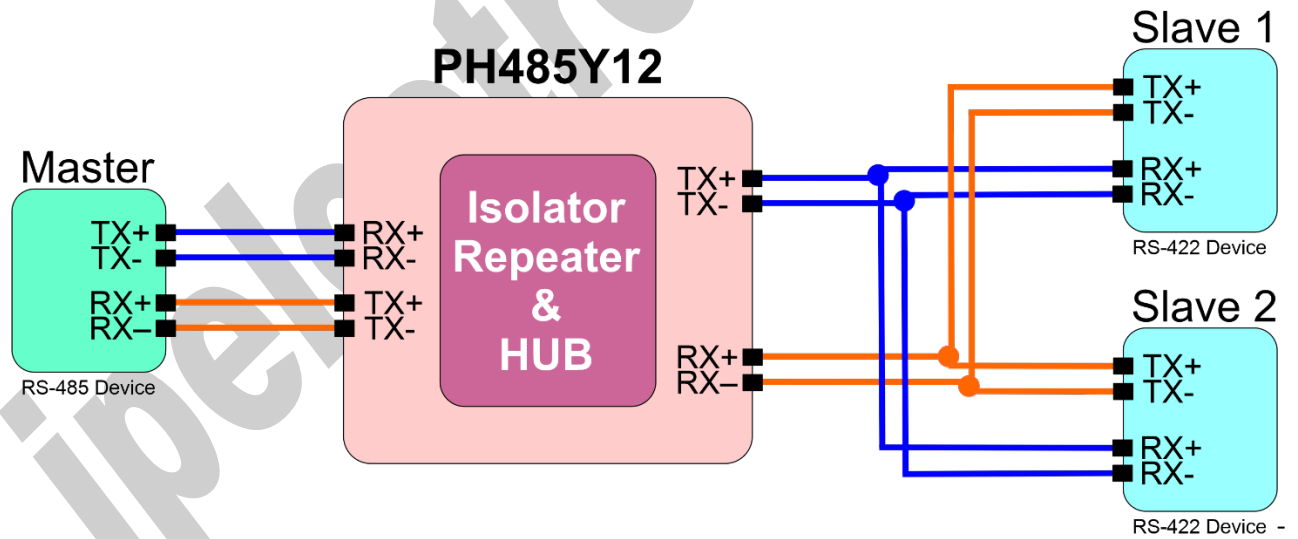 PH485Y12
Master
TX+
TX-
RX+
RX–
RS-485 Device
RX+
RX-
TX+
TX-
Isolator
Repeater
&
HUB
TX+
TX-
RX+
RX–
Slave 1
TX+
TX-
RX+
RX-
RS-422 Device
Slave 2
TX+
TX-
RX+
RX-
RS-422 Device -